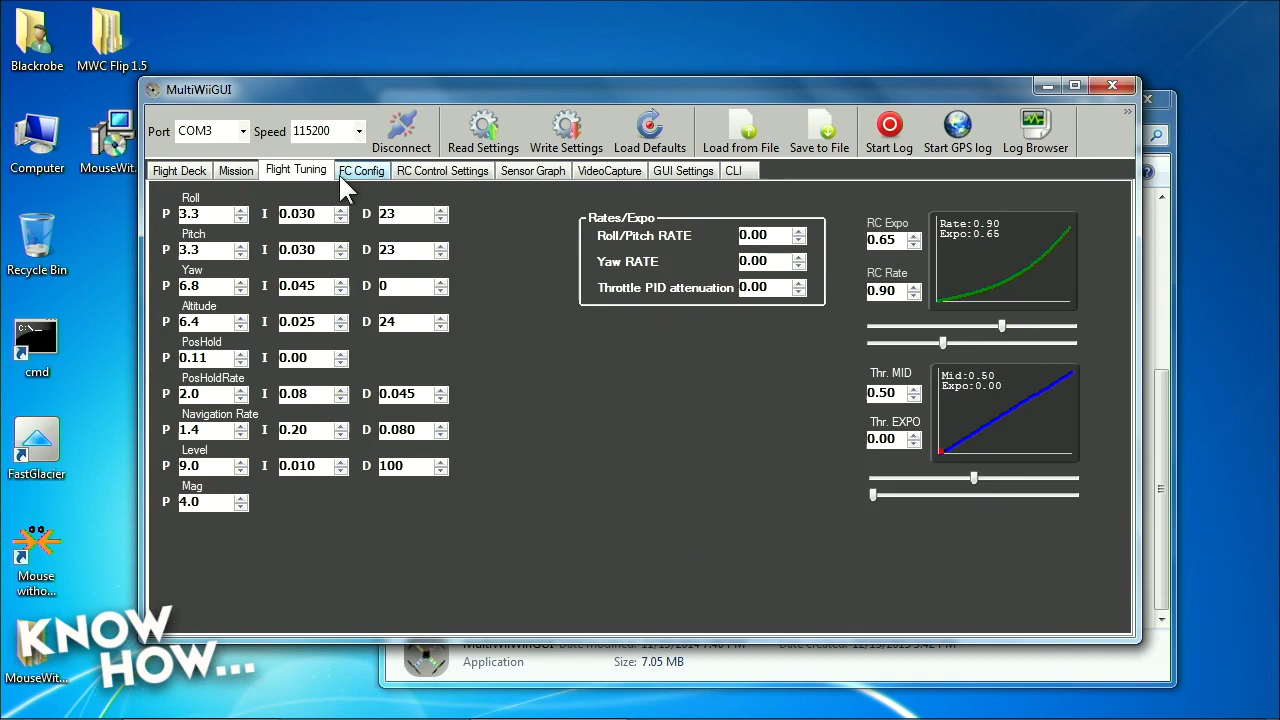 Blackrobe
MWC Flip 1.5
Computer
MouseWit...
Recycle Bin
cmd
FastGlacier
Mouse
witho...
MouseWit...
KNOW
HOW...
MultiWiiGUI
Port COM3 Speed 115200 Disconnect Read Settings Write Settings Load Defaults Load from File Save to File Start Log Start GPS log Log Browser
Flight Deck Mission Flight Tuning FC Config RC Control Settings Sensor Graph VideoCapture GUI Settings CLI
Roll
P 3.3 I 0.030 D 23
Pitch
P 3.3 I 0.030 D 23
Yaw
P 6.8 I 0.045 D 0
Altitude
P 6.4 I 0.025 D 24
PosHold
P 0.11 I 0.00
PosHoldRate
P 2.0 I 0.08 D 0.045
Navigation Rate
P 1.4 I 0.20 D 0.080
Level
P 9.0 I 0.010 D 100
Mag
P 4.0
Rates/Expo
Roll/Pitch RATE 0.00
Yaw RATE 0.00
Throttle PID attenuation 0.00
RC Expo
0.65
RC Rate
0.90
Rate:0.90
Expo:0.65
Thr. MID
0.50
Thr. EXPO
0.00
Mid:0.50
Expo:0.00
Application Size: 7.05 MB